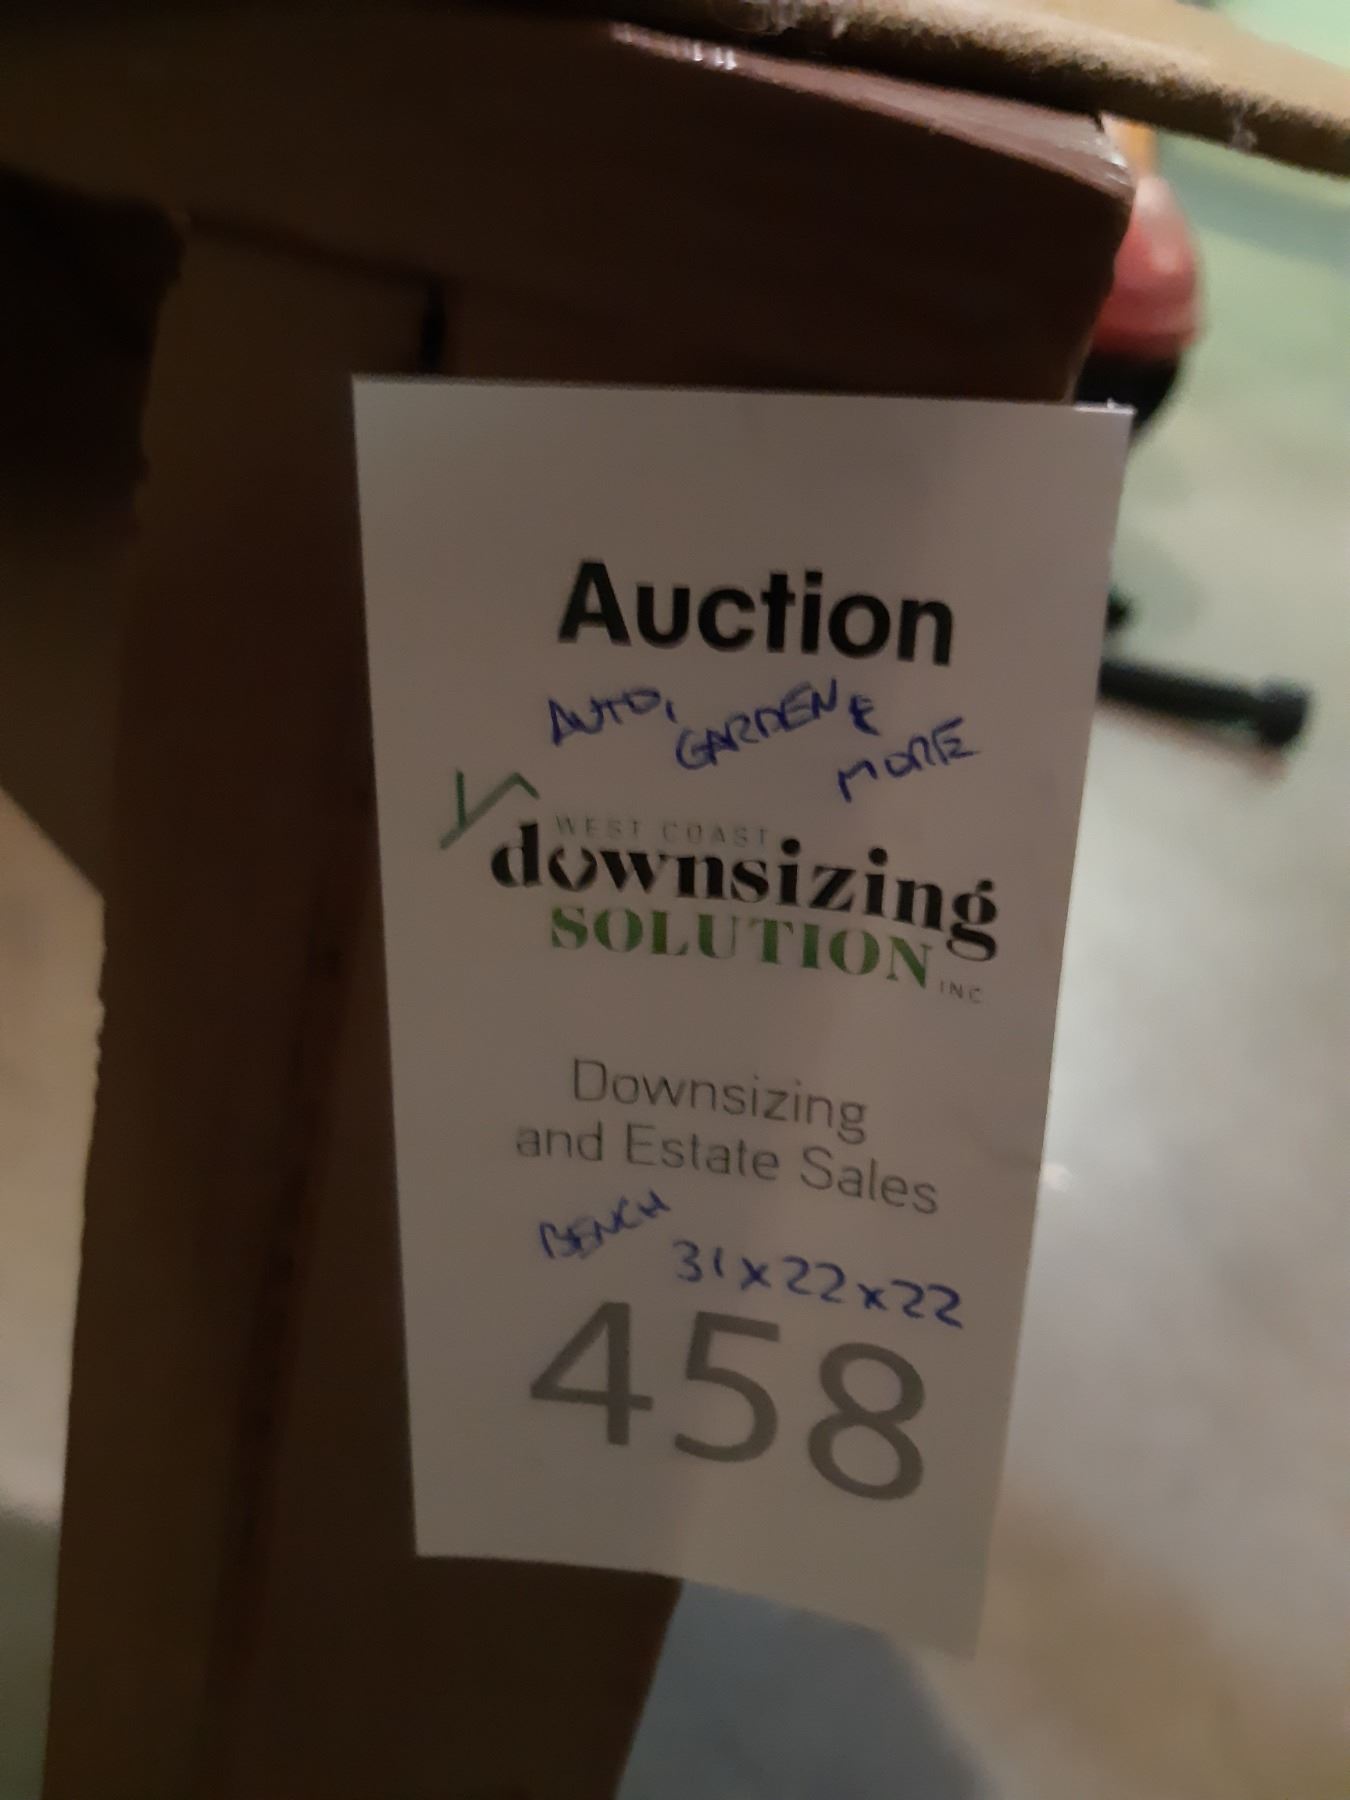 Auction
AUTO, GARDEN & MORE
WEST COAST
downsizing
SOLUTION INC
Downsizing
and Estate Sales
BENCH 31x22x22
458